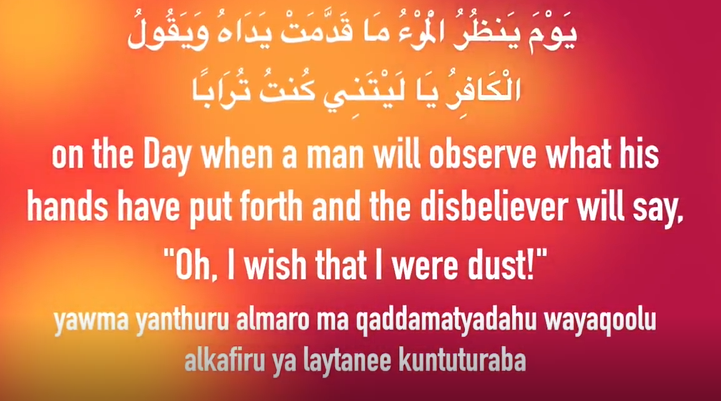 يَوْمَ يَنظُرُ الْمَرْءُ مَا قَدَّمَتْ يَدَاهُ وَيَقُولُ
الْكَافِرُ يَا لَيْتَنِي كُنتُ تُرَابًا
on the Day when a man will observe what his
hands have put forth and the disbeliever will say,
"Oh, I wish that I were dust!"
yawma yanthuru almaro ma qaddamatyadahu wayaqoolu
alkafiru ya laytanee kuntuturaba